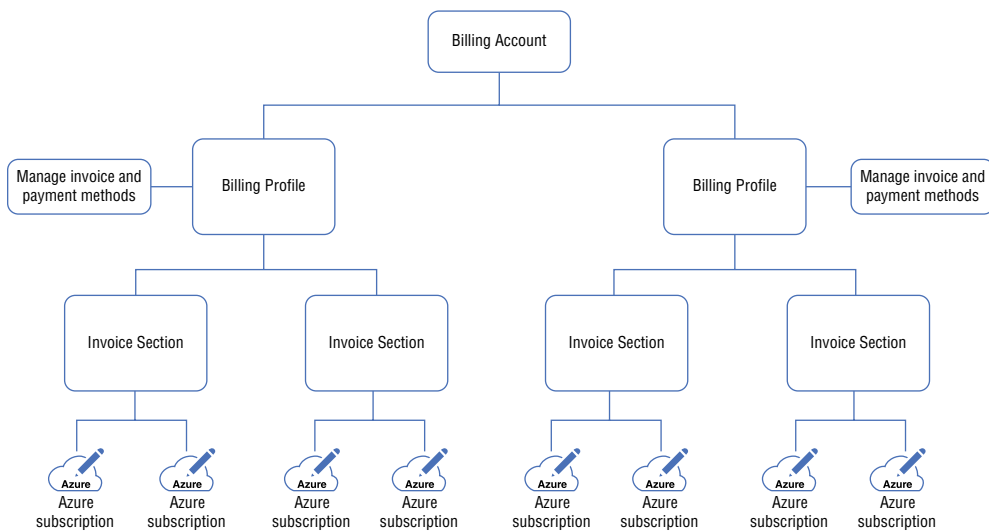 Billing Account
Manage invoice and
payment methods
Billing Profile
Billing Profile
Manage invoice and
payment methods
Invoice Section
Invoice Section
Invoice Section
Invoice Section
Azure
Azure
Azure
Azure
Azure
Azure
Azure
Azure
Azure
subscription
Azure
subscription
Azure
subscription
Azure
subscription
Azure
subscription
Azure
subscription
Azure
subscription
Azure
subscription